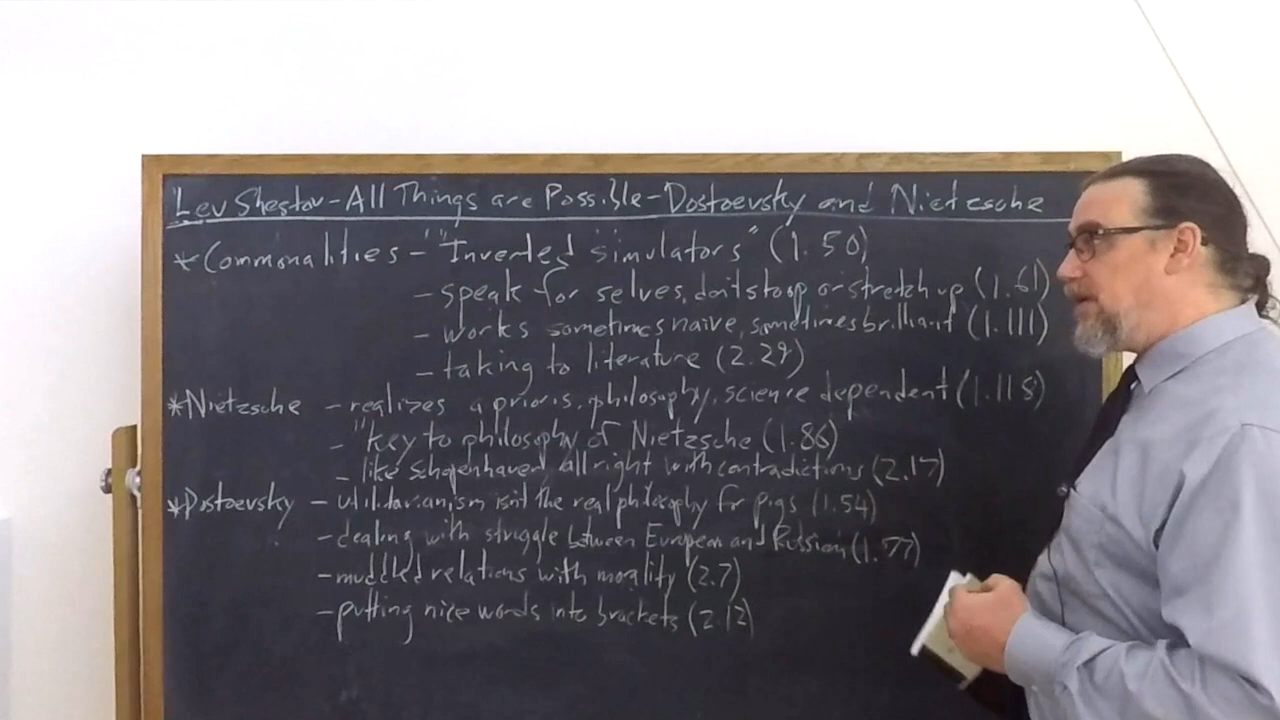 Lev Shestov - All Things are Possible - Dostoevsky and Nietzsche
*Commonalities - "Inverted simulators" (1.50)
- speak for selves, don't stoop or stretch up (1.61)
- works sometimes naive, sometimes brilliant (1.111)
- taking to literature (2.29)
*Nietzsche - realizes a prioris, philosophy, science dependent (1.118)
- "key to philosophy of Nietzsche (1.86)
- like Schopenhauer, all right with contradictions (2.17)
*Dostoevsky - utilitarianism isn't the real philosophy for pigs (1.54)
- dealing with struggle between European and Russian (1.77)
- muddled relations with morality (2.7)
- putting nice words into brackets (2.12)